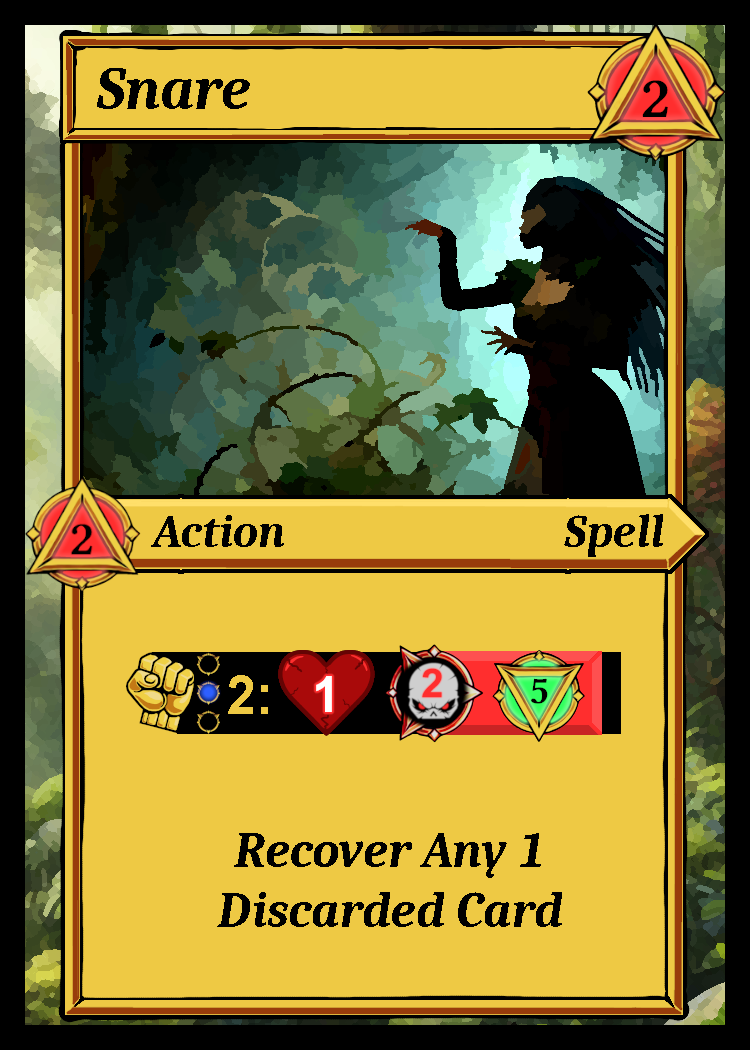 Snare
2
2
Action Spell
2: 1 2 5
Recover Any 1
Discarded Card